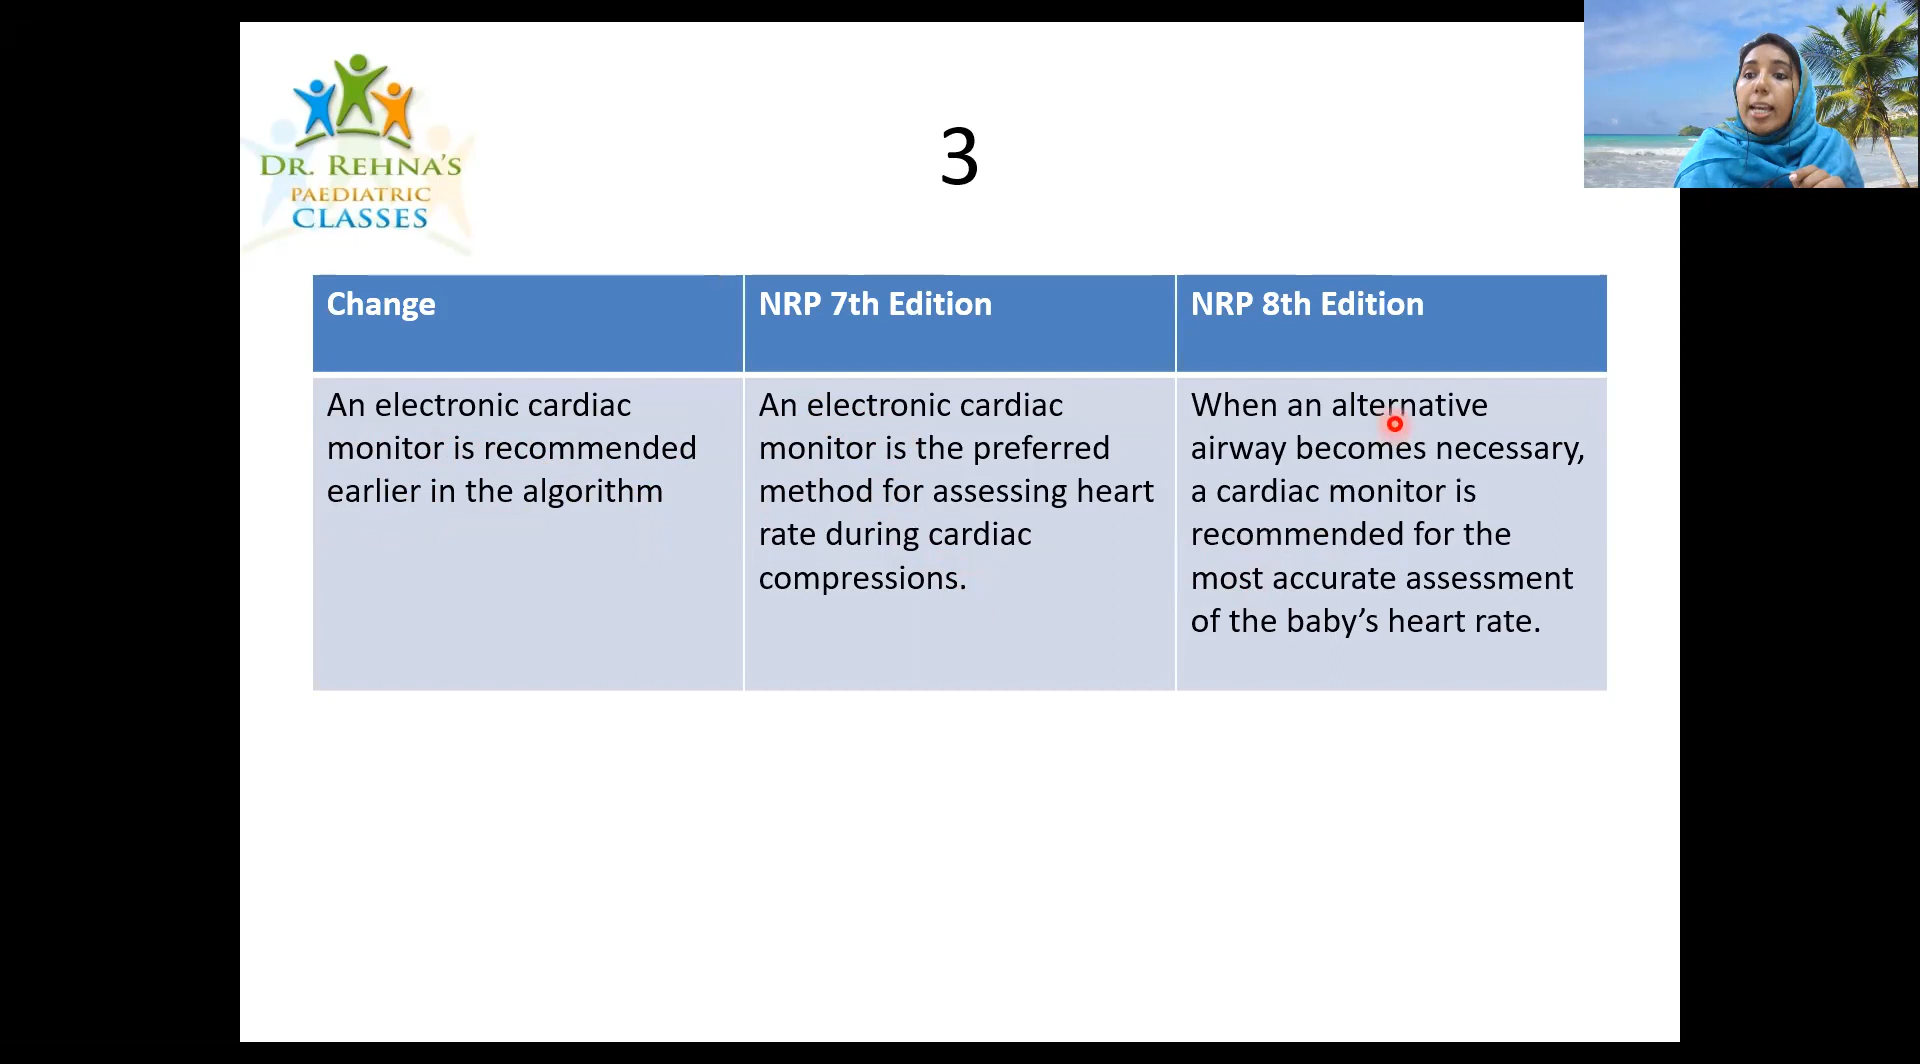 DR. REHNA'S
PAEDIATRIC
CLASSES
3
Change
An electronic cardiac
monitor is recommended
earlier in the algorithm
NRP 7th Edition
An electronic cardiac
monitor is the preferred
method for assessing heart
rate during cardiac
compressions.
NRP 8th Edition
When an alternative
airway becomes necessary,
a cardiac monitor is
recommended for the
most accurate assessment
of the baby’s heart rate.